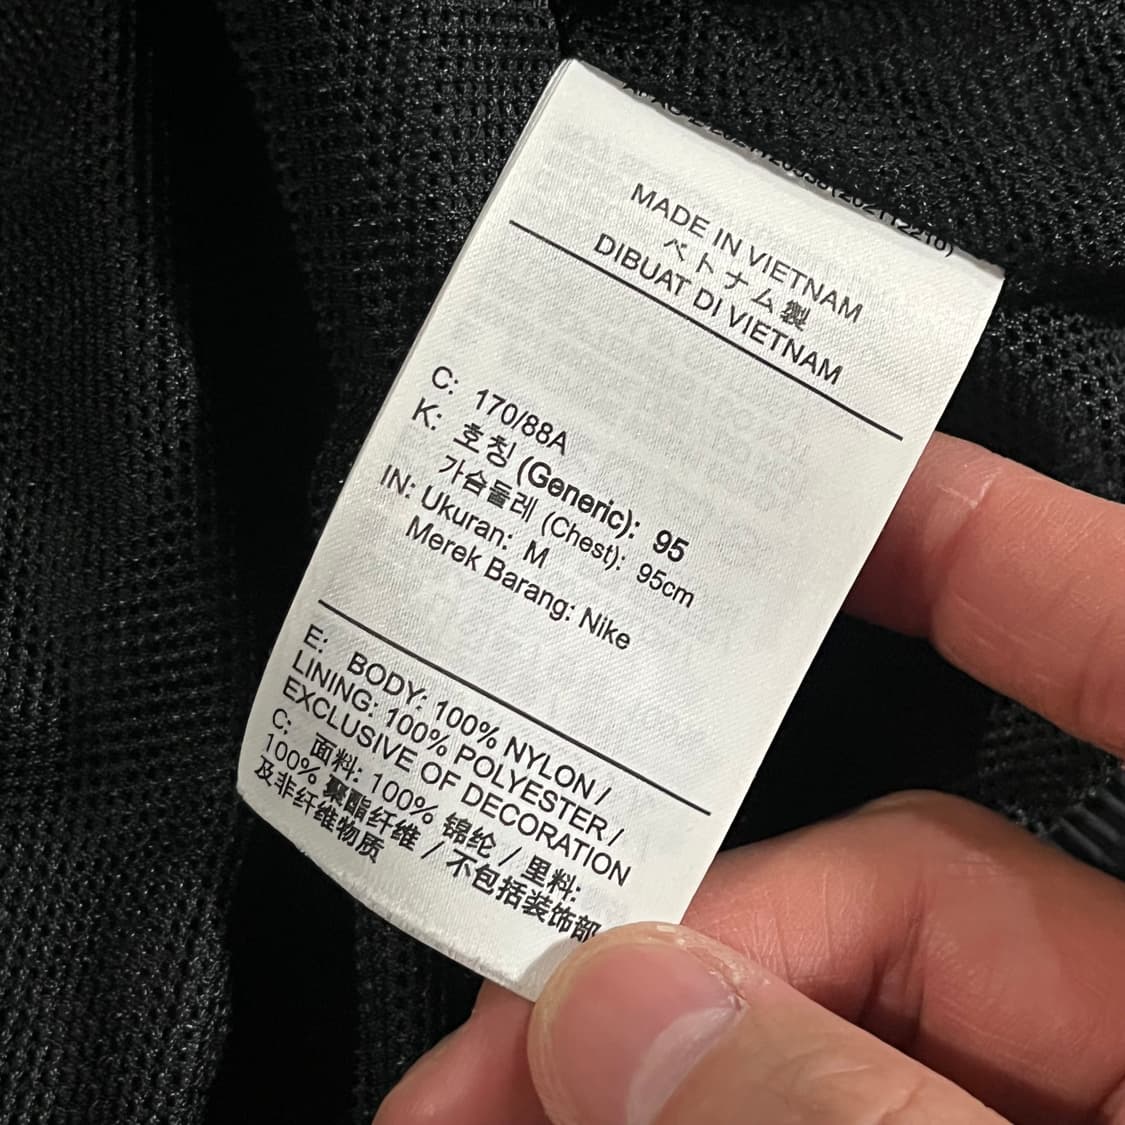 MADE IN VIETNAM
ベトナム製
DIBUAT DI VIETNAM
C: 170/88A
K: 호칭 (Generic): 95
가슴둘레 (Chest): 95cm
IN: Ukuran: M
Merek Barang: Nike
E: BODY: 100% NYLON /
LINING: 100% POLYESTER /
EXCLUSIVE OF DECORATION
C: 面料: 100% 锦纶 / 里料:
100% 聚酯纤维 / 不包括装饰部
及非纤维物质